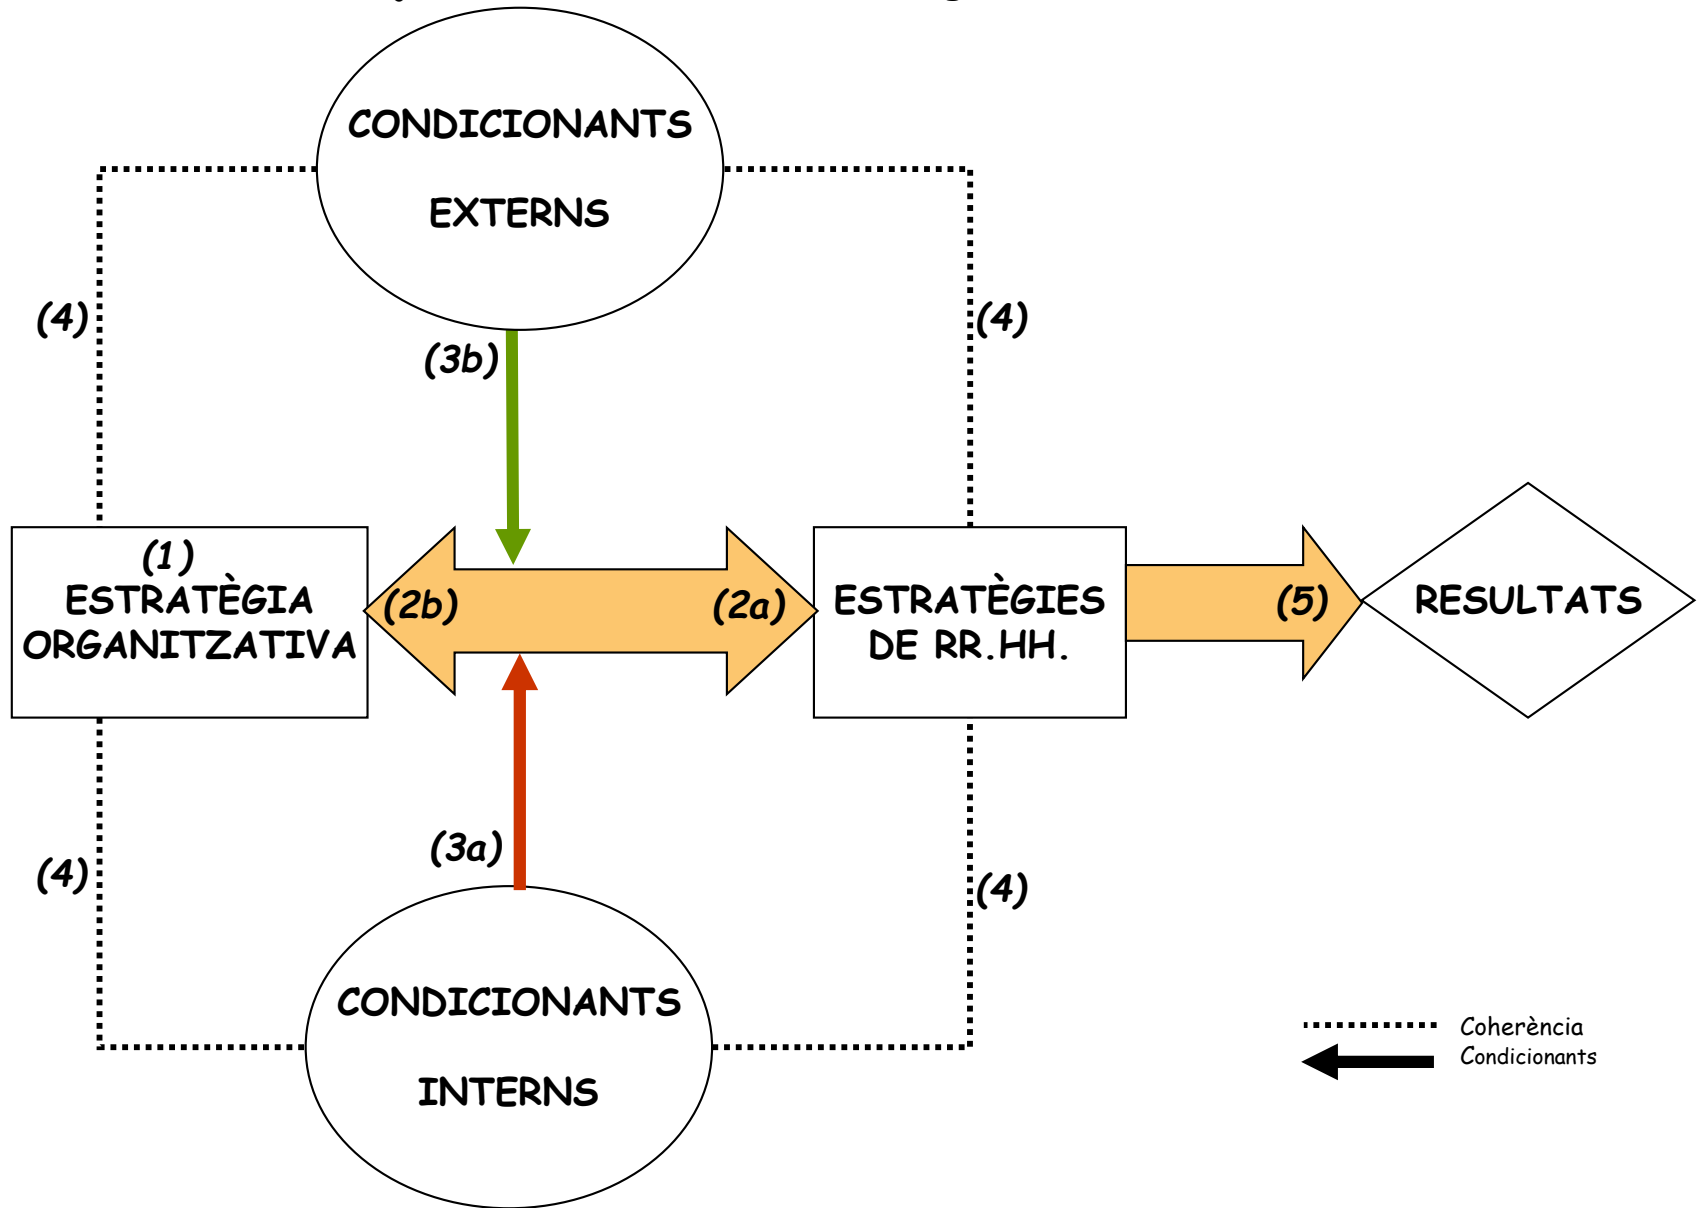 CONDICIONANTS
EXTERNS
(4)
(4)
(3b)
(1)
ESTRATÈGIA
ORGANITZATIVA
(2b)
(2a)
ESTRATÈGIES
DE RR.HH.
(5)
RESULTATS
(3a)
(4)
(4)
CONDICIONANTS
INTERNS
Coherència
Condicionants